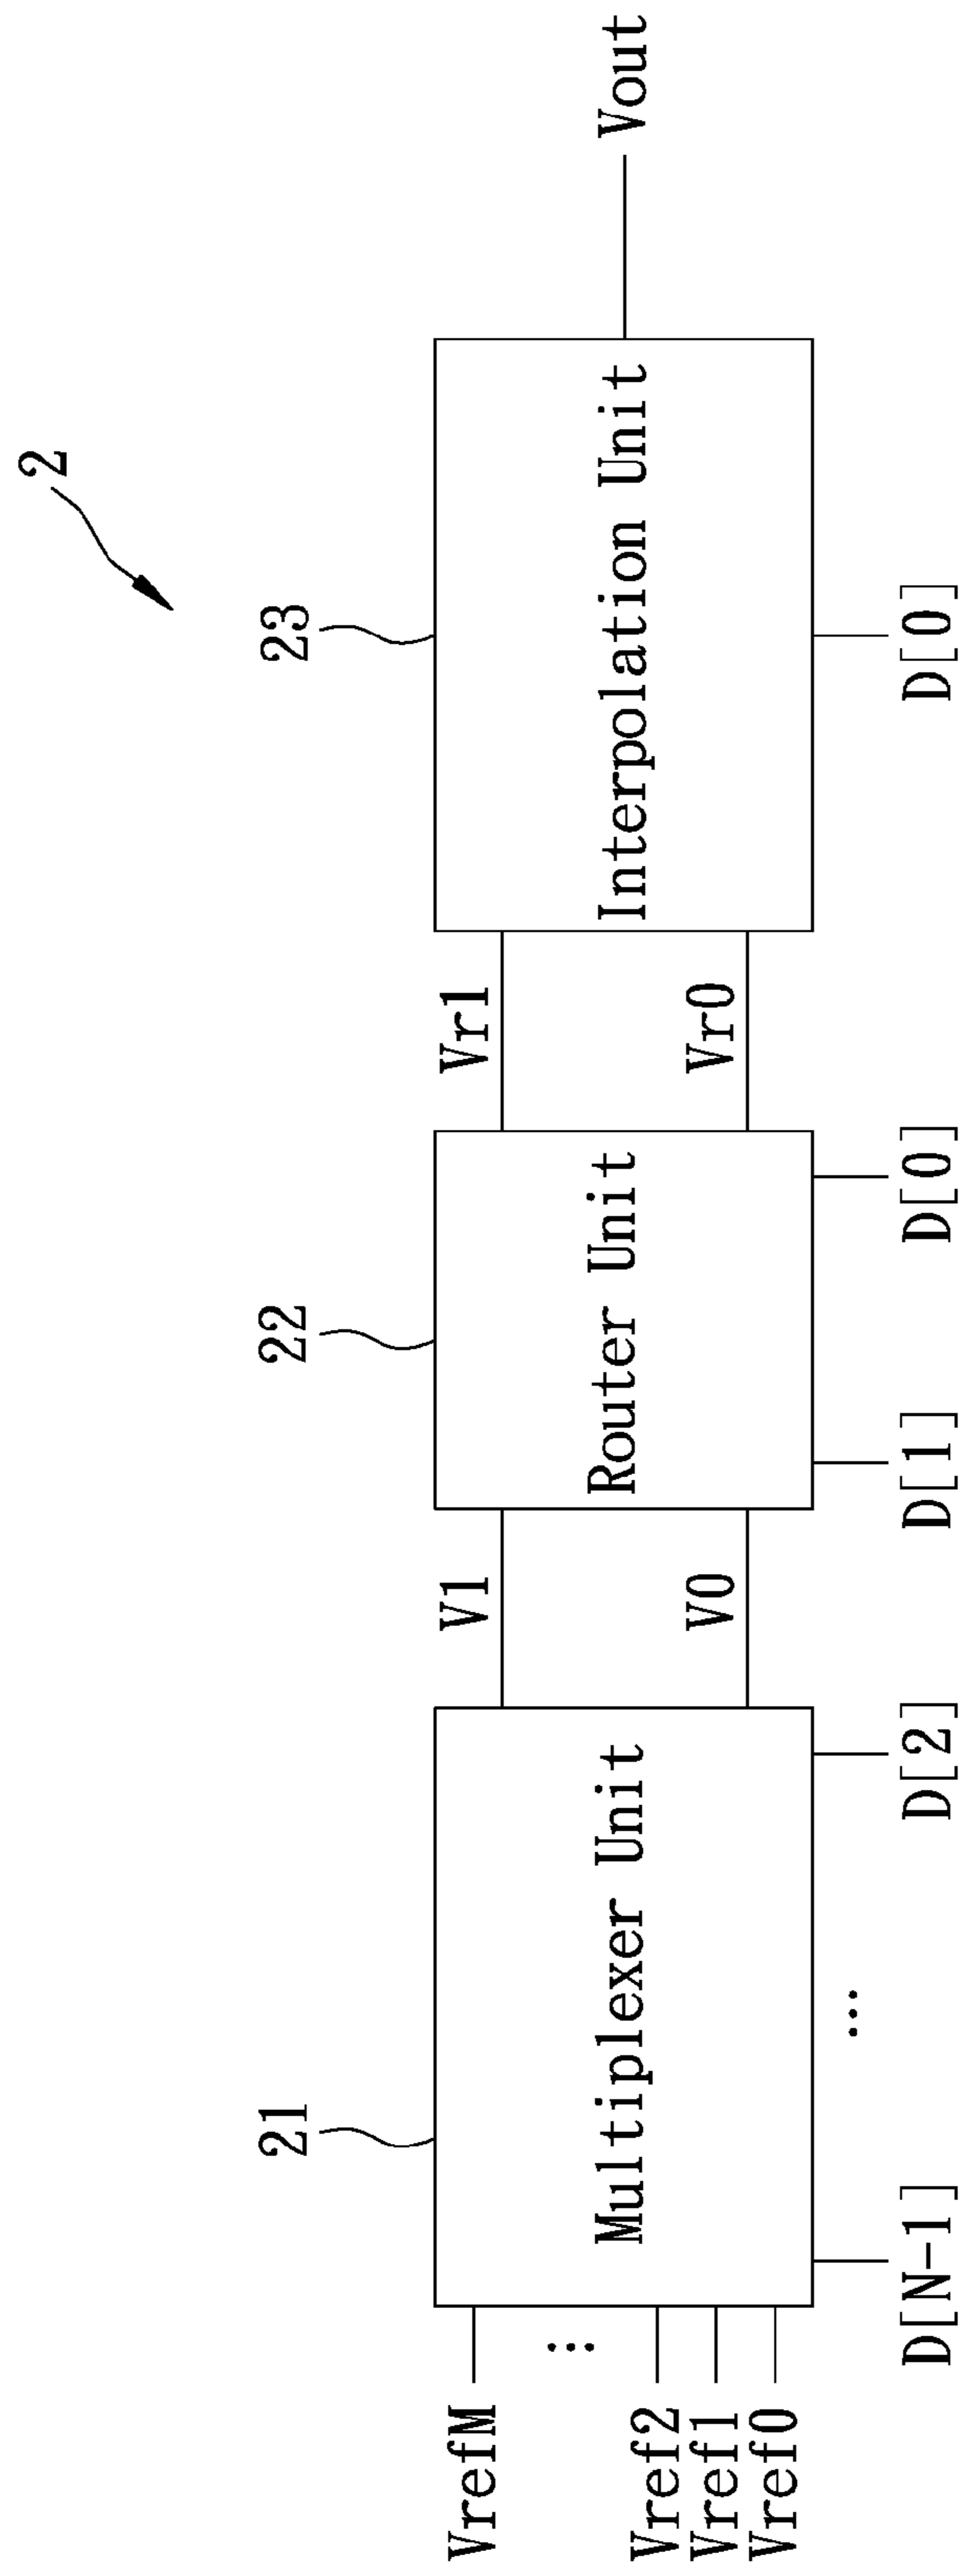 2
21
22
23
VrefM
...
Vref2
Vref1
Vref0
Multiplexer Unit
V1
V0
Router Unit
Vr1
Vr0
Interpolation Unit
Vout
D[N-1]
...
D[2]
D[1]
D[0]
D[0]